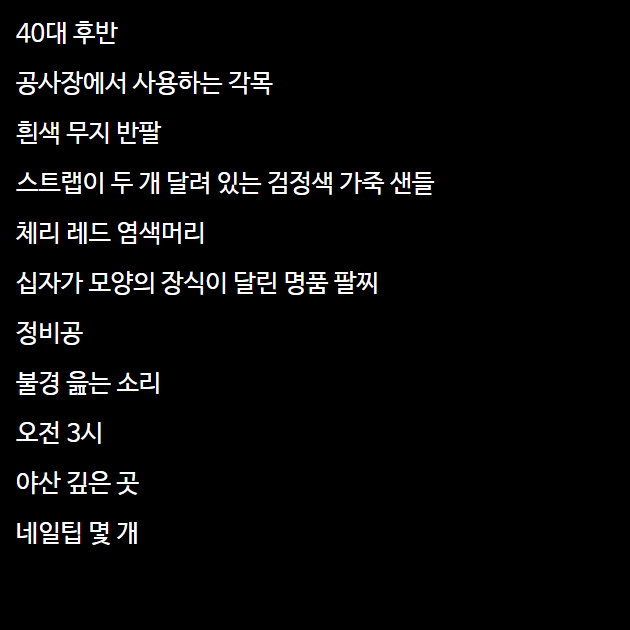 40대 후반
공사장에서 사용하는 각목
흰색 무지 반팔
스트랩이 두 개 달려 있는 검정색 가죽 샌들
체리 레드 염색머리
십자가 모양의 장식이 달린 명품 팔찌
정비공
불경 읊는 소리
오전 3시
야산 깊은 곳
네일팁 몇 개